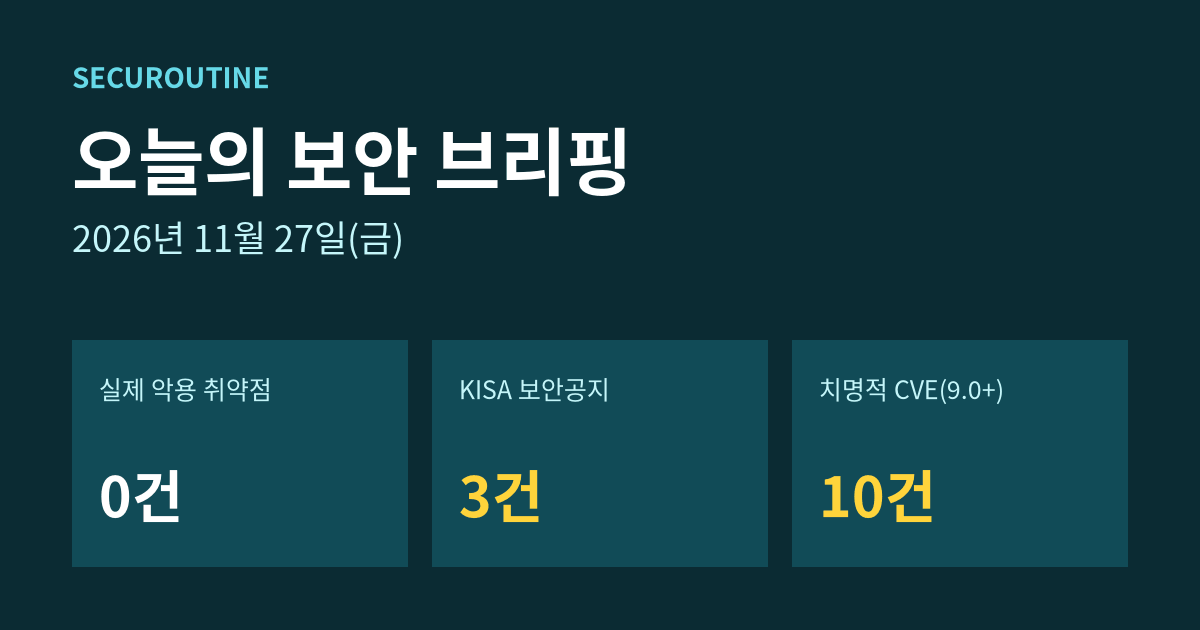 SECUROUTINE
오늘의 보안 브리핑
2026년 11월 27일(금)
실제 악용 취약점
0건
KISA 보안공지
3건
치명적 CVE(9.0+)
10건